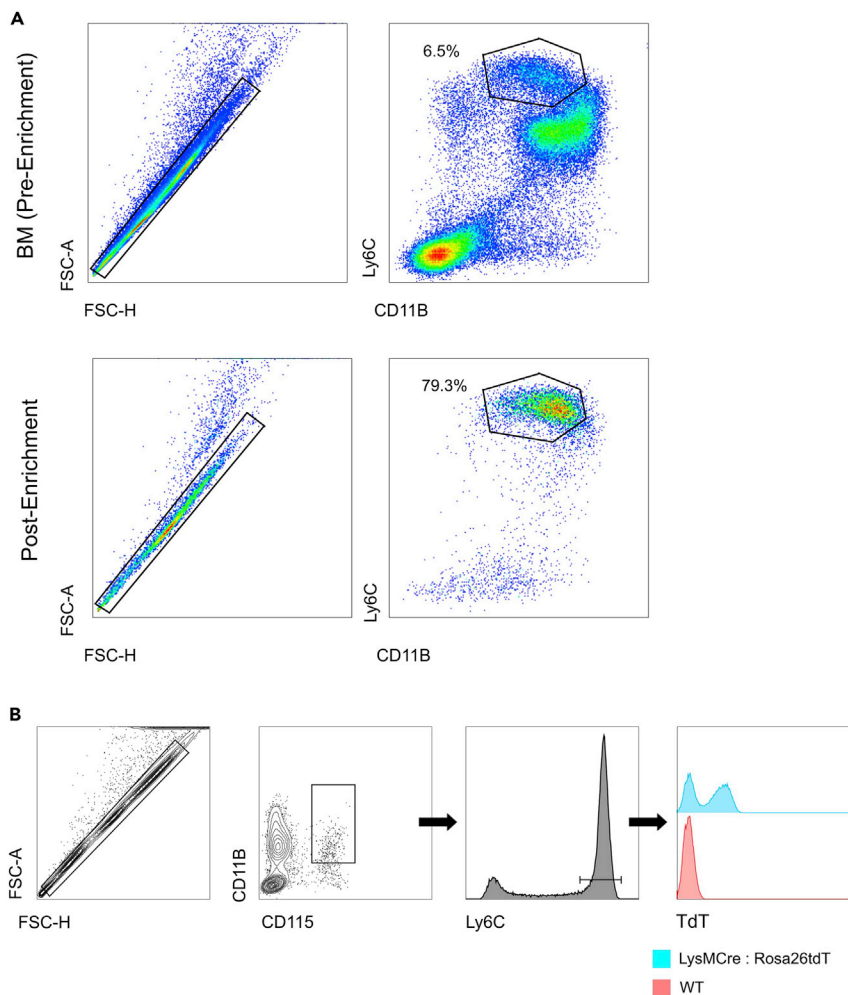 A
BM (Pre-Enrichment)
FSC-A
FSC-H
6.5%
Ly6C
CD11B
Post-Enrichment
FSC-A
FSC-H
79.3%
Ly6C
CD11B
B
FSC-A
FSC-H
CD11B
CD115
Ly6C
TdT
LysMCre : Rosa26tdT
WT